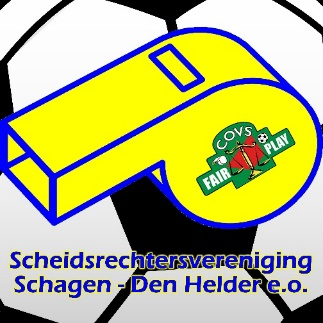 COVS
FAIR PLAY
Scheidsrechtersvereniging
Schagen - Den Helder e.o.